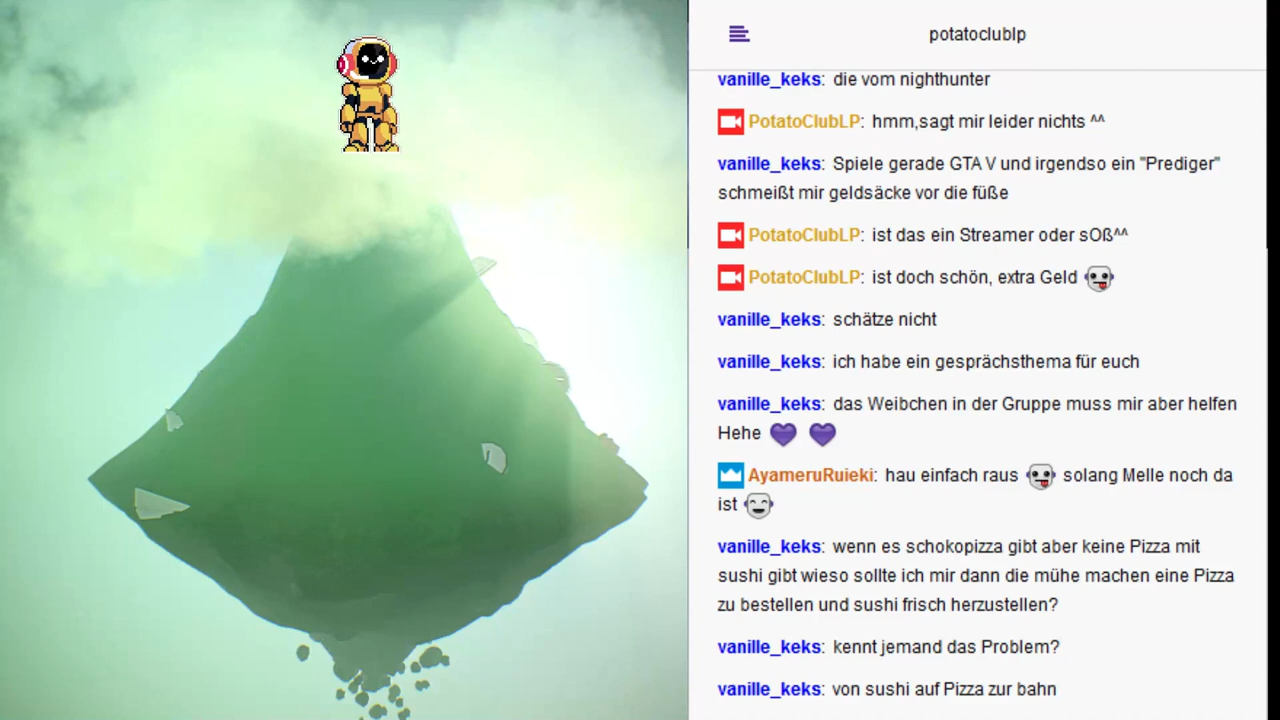 potatoclublp
vanille_keks: die vom nighthunter
PotatoClubLP: hmm,sagt mir leider nichts ^^
vanille_keks: Spiele gerade GTA V und irgendso ein "Prediger"
schmeißt mir geldsäcke vor die füße
PotatoClubLP: ist das ein Streamer oder sOß^^
PotatoClubLP: ist doch schön, extra Geld
vanille_keks: schätze nicht
vanille_keks: ich habe ein gesprächsthema für euch
vanille_keks: das Weibchen in der Gruppe muss mir aber helfen
Hehe
AyameruRuieki: hau einfach raus solang Melle noch da
ist
vanille_keks: wenn es schokopizza gibt aber keine Pizza mit
sushi gibt wieso sollte ich mir dann die mühe machen eine Pizza
zu bestellen und sushi frisch herzustellen?
vanille_keks: kennt jemand das Problem?
vanille_keks: von sushi auf Pizza zur bahn